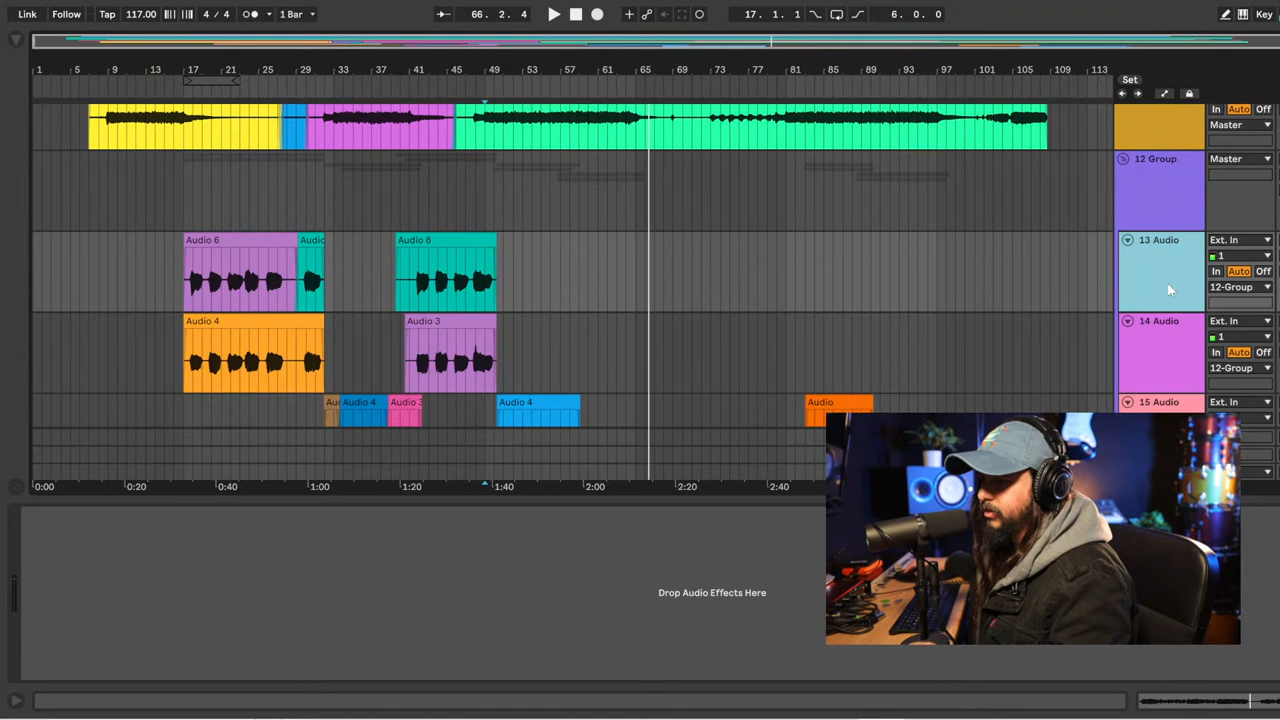 Link Follow Tap 117.00 4 / 4 1 Bar 66. 2. 4 17. 1. 1 6. 0. 0 Key
1 5 9 13 17 21 25 29 33 37 41 45 49 53 57 61 65 69 73 77 81 85 89 93 97 101 105 109 113
Set
In Auto Off
Master
12 Group Master
Audio 6 Audio Audio 8 13 Audio Ext. In
1
In Auto Off
12-Group
Audio 4 Audio 3 14 Audio Ext. In
1
In Auto Off
12-Group
Audio 4 Audio 3 Audio 4 Audio 15 Audio Ext. In
0:00 0:20 0:40 1:00 1:20 1:40 2:00 2:20 2:40
Drop Audio Effects Here